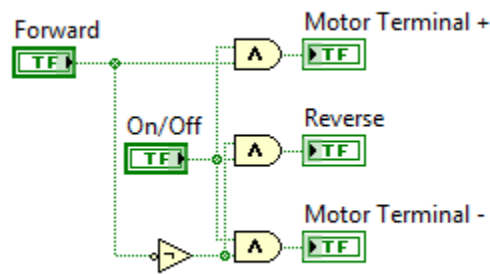 Motor Terminal +
Forward
TF
TF
Λ
On/Off
Reverse
TF
TF
Λ
Motor Terminal -
TF
Λ
¬